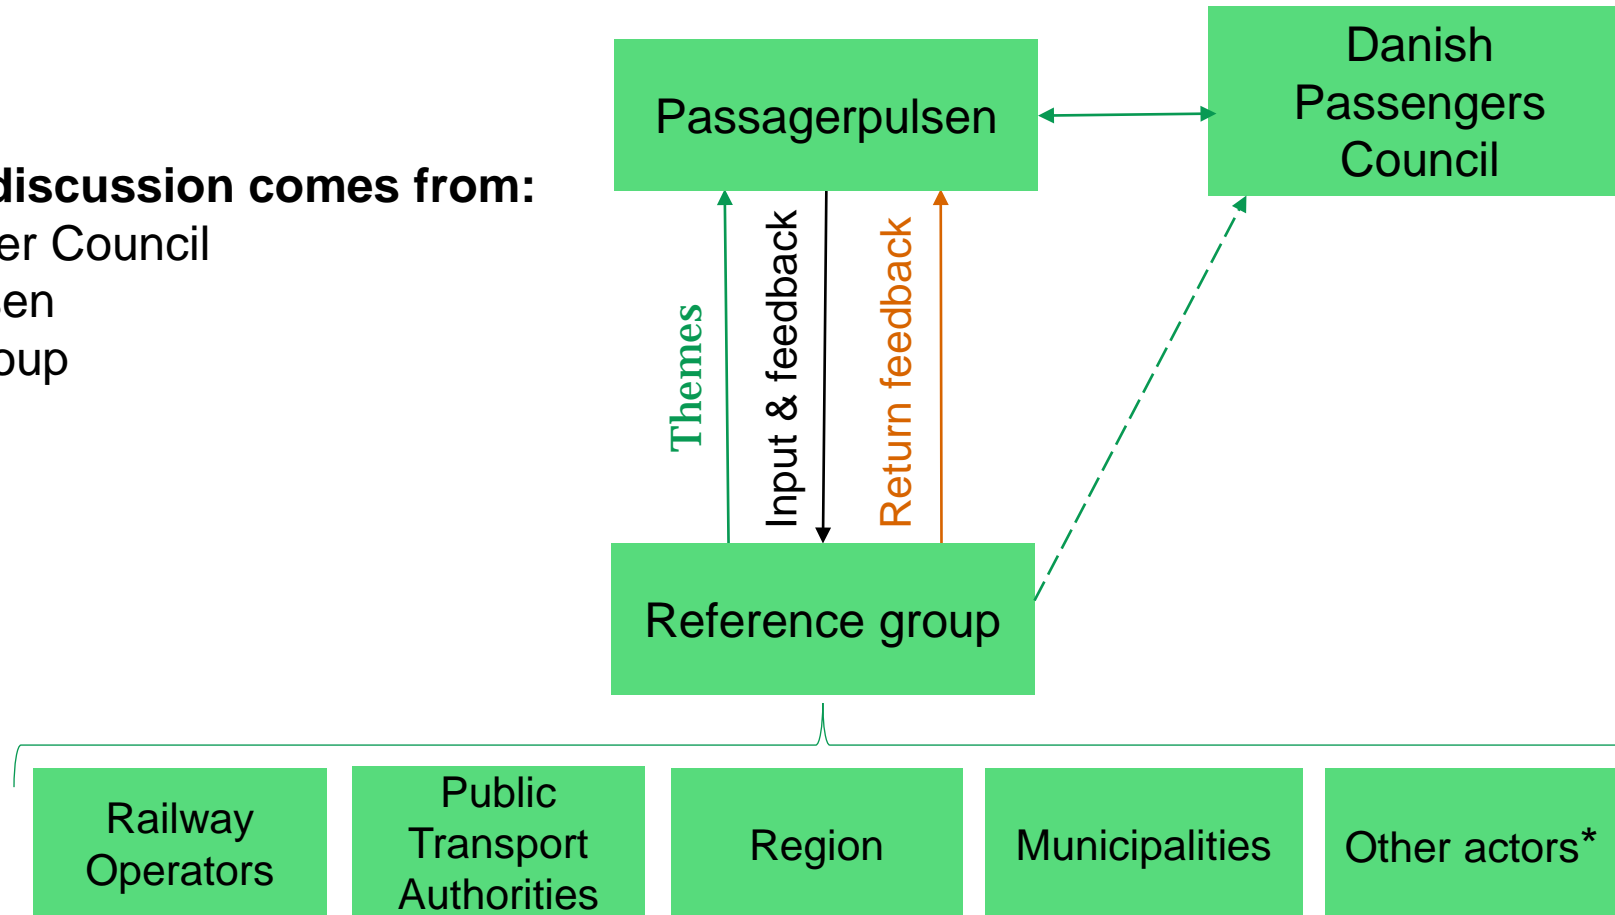 Passagerpulsen
Danish
Passengers
Council
discussion comes from:
er Council
sen
oup
Themes
Input & feedback
Return feedback
Reference group
Railway
Operators
Public
Transport
Authorities
Region
Municipalities
Other actors*